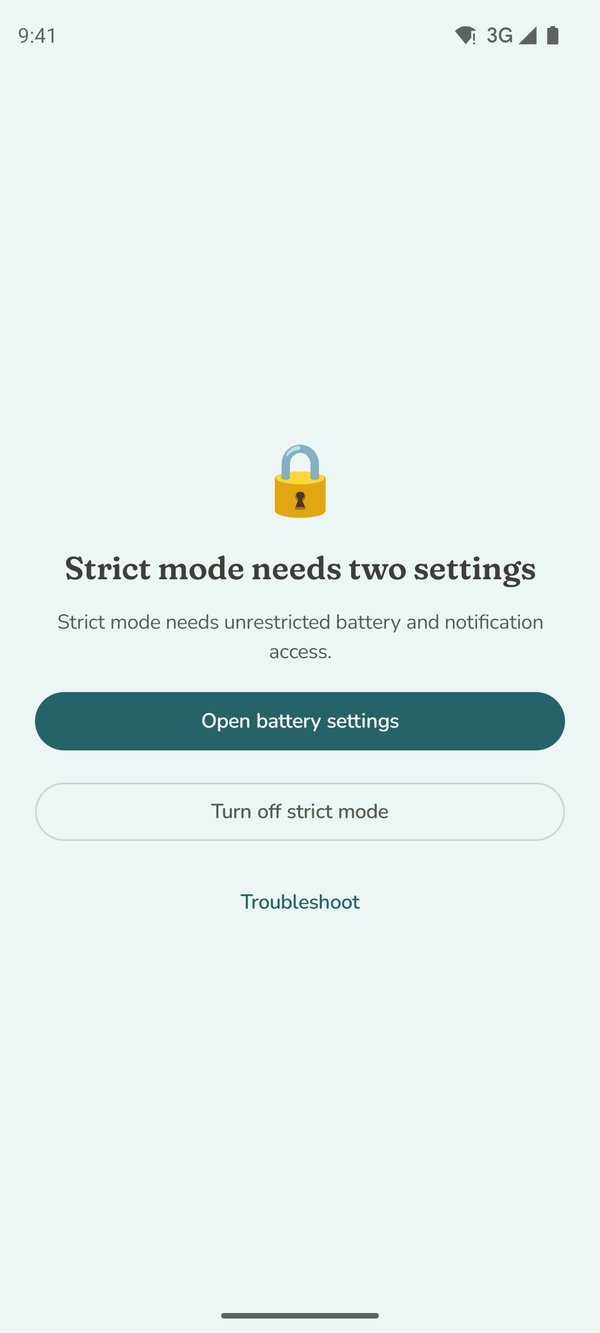 9:41
3G
Strict mode needs two settings
Strict mode needs unrestricted battery and notification
access.
Open battery settings
Turn off strict mode
Troubleshoot